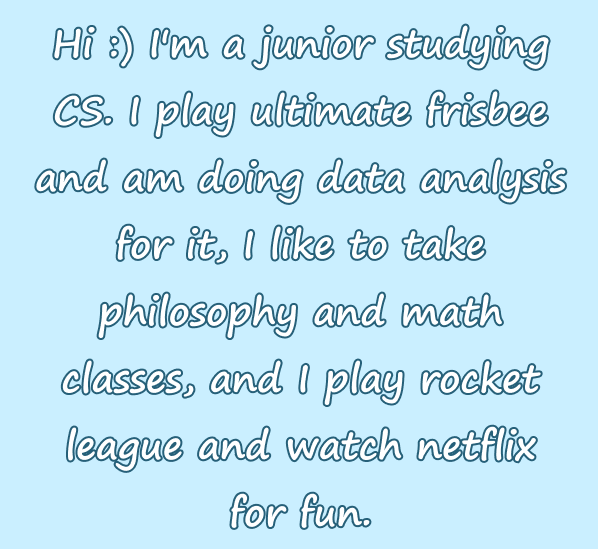 Hi :) I'm a junior studying
CS. I play ultimate frisbee
and am doing data analysis
for it, I like to take
philosophy and math
classes, and I play rocket
league and watch netflix
for fun.